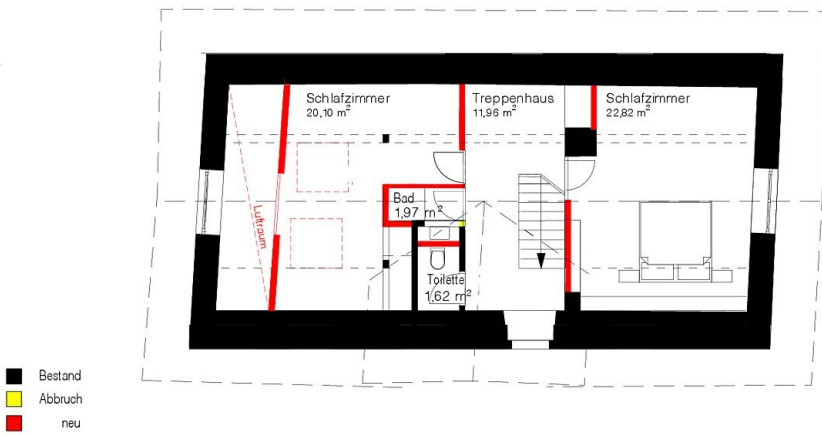 Schlafzimmer
20,10 m²
Treppenhaus
11,96 m²
Schlafzimmer
22,82 m²
Luftraum
Bad
1,97 m²
Toilette
1,62 m²
Bestand
Abbruch
neu